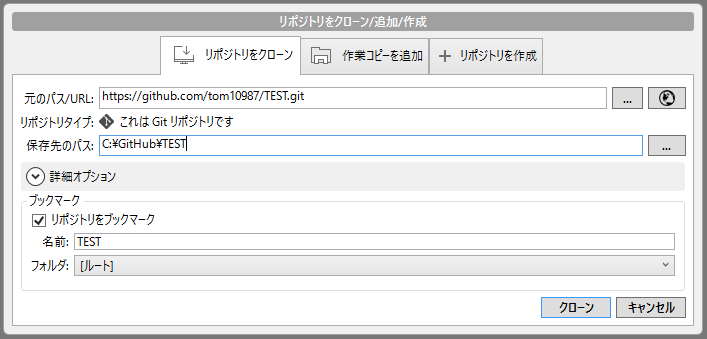 リポジトリをクローン/追加/作成
リポジトリをクローン 作業コピーを追加 リポジトリを作成
元のパス/URL: https://github.com/tom10987/TEST.git ...
リポジトリタイプ: これは Git リポジトリです
保存先のパス: C:¥GitHub¥TEST ...
詳細オプション
ブックマーク
リポジトリをブックマーク
名前: TEST
フォルダ: [ルート]
クローン キャンセル